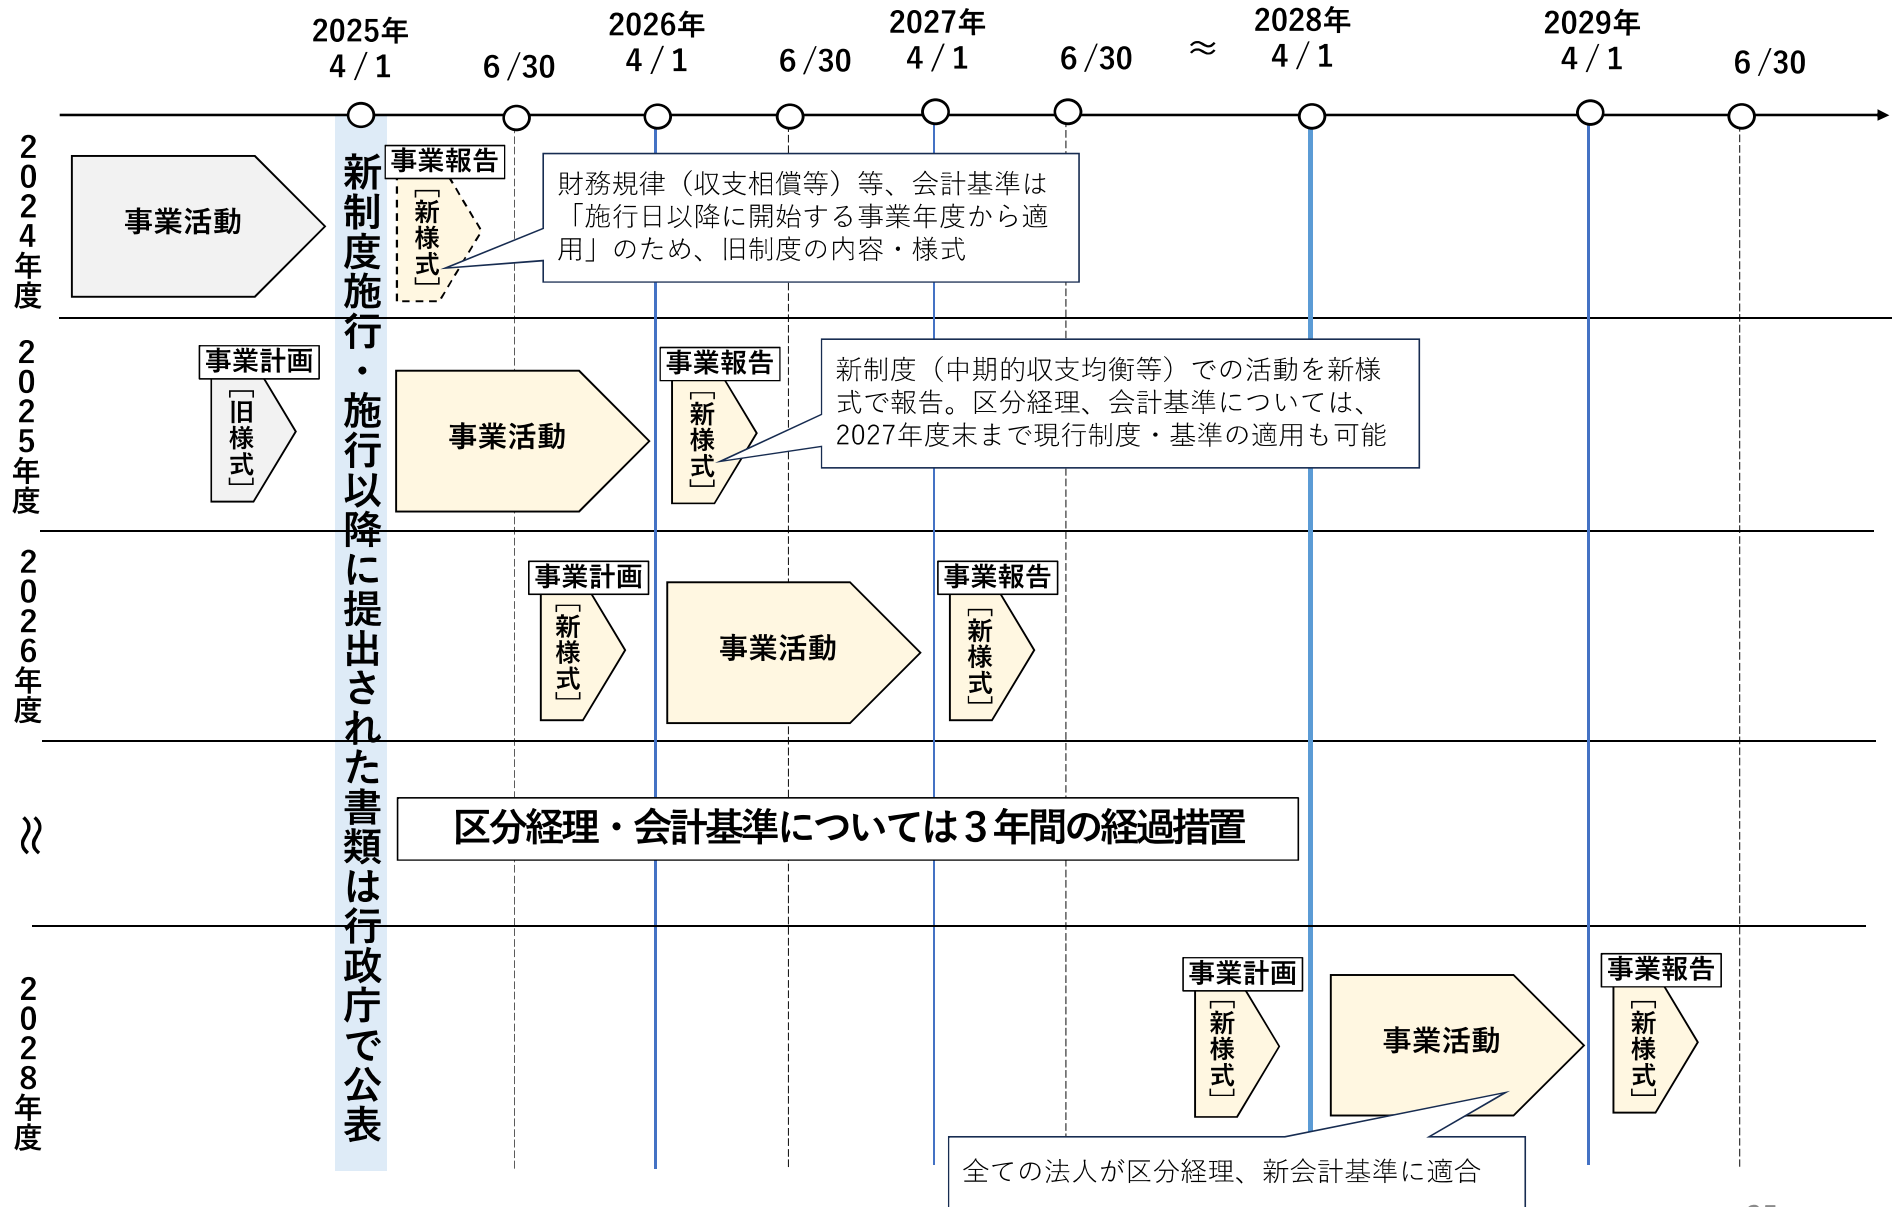 2025年
4 / 1
6 /30
2026年
4 / 1
6 /30
2027年
4 / 1
6 /30
≈
2028年
4 / 1
2029年
4 / 1
6 /30
新制度施行・施行以降に提出された書類は行政庁で公表
2024年度
事業活動
事業報告
[新様式]
財務規律（収支相償等）等、会計基準は
「施行日以降に開始する事業年度から適
用」のため、旧制度の内容・様式
2025年度
事業計画
[旧様式]
事業活動
事業報告
[新様式]
新制度（中期的収支均衡等）での活動を新様
式で報告。区分経理、会計基準については、
2027年度末まで現行制度・基準の適用も可能
2026年度
事業計画
[新様式]
事業活動
事業報告
[新様式]
≈
区分経理・会計基準については３年間の経過措置
2028年度
事業計画
[新様式]
事業活動
事業報告
[新様式]
全ての法人が区分経理、新会計基準に適合